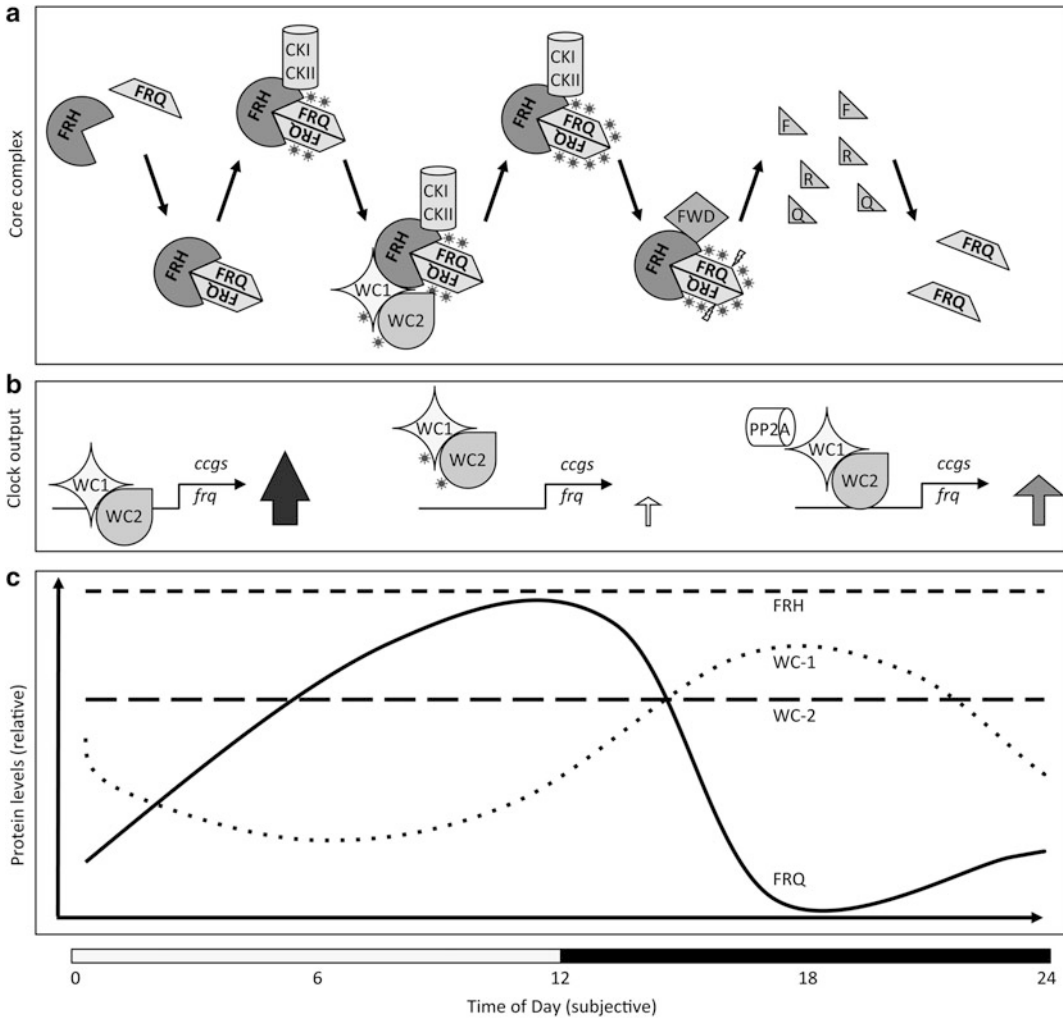 a
Core complex
FRH
FRQ
FRH
FRQ
FRQ
CKI
CKII
FRH
FRQ
FRQ
CKI
CKII
FRH
FRQ
FRQ
WC1
WC2
CKI
CKII
FRH
FRQ
FRQ
FWD
FRH
FRQ
FRQ
F
F
R
R
Q
Q
FRQ
FRQ
b
Clock output
WC1
WC2
ccgs
frq
WC1
WC2
ccgs
frq
PP2A
WC1
WC2
ccgs
frq
c
Protein levels (relative)
FRH
WC-1
WC-2
FRQ
0 6 12 18 24
Time of Day (subjective)